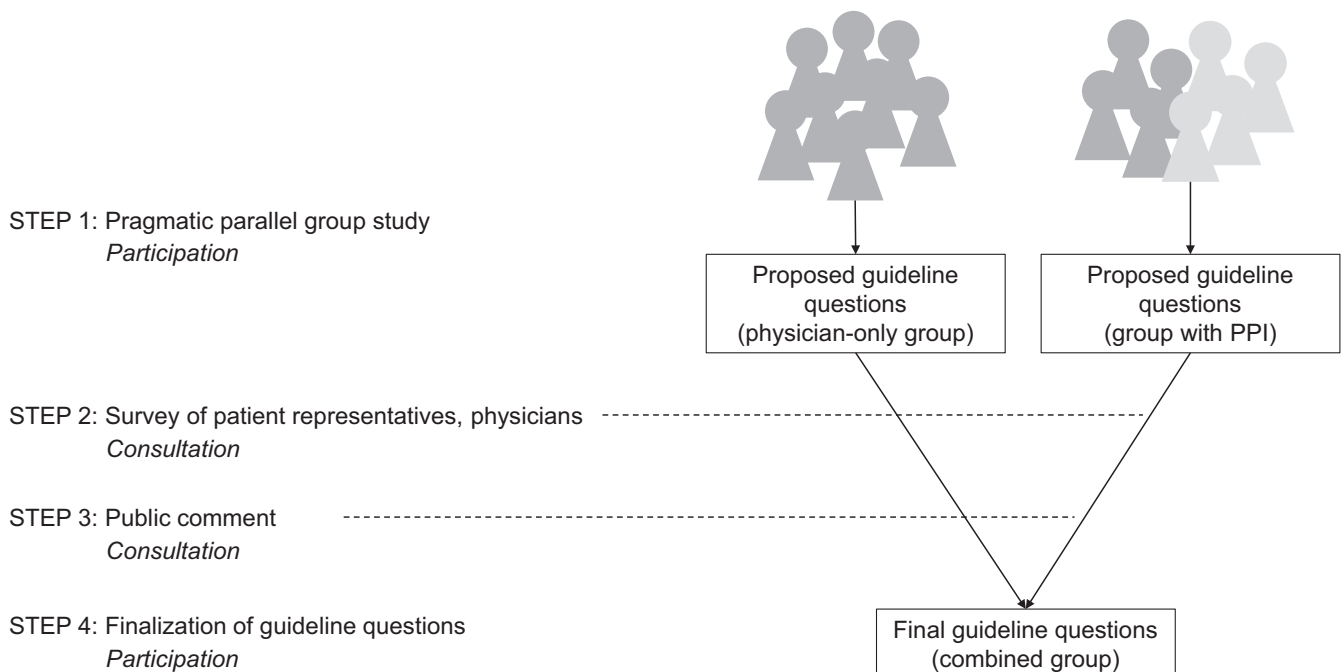 STEP 1: Pragmatic parallel group study
Participation
Proposed guideline
questions
(physician-only group)
Proposed guideline
questions
(group with PPI)
STEP 2: Survey of patient representatives, physicians
Consultation
STEP 3: Public comment
Consultation
STEP 4: Finalization of guideline questions
Participation
Final guideline questions
(combined group)